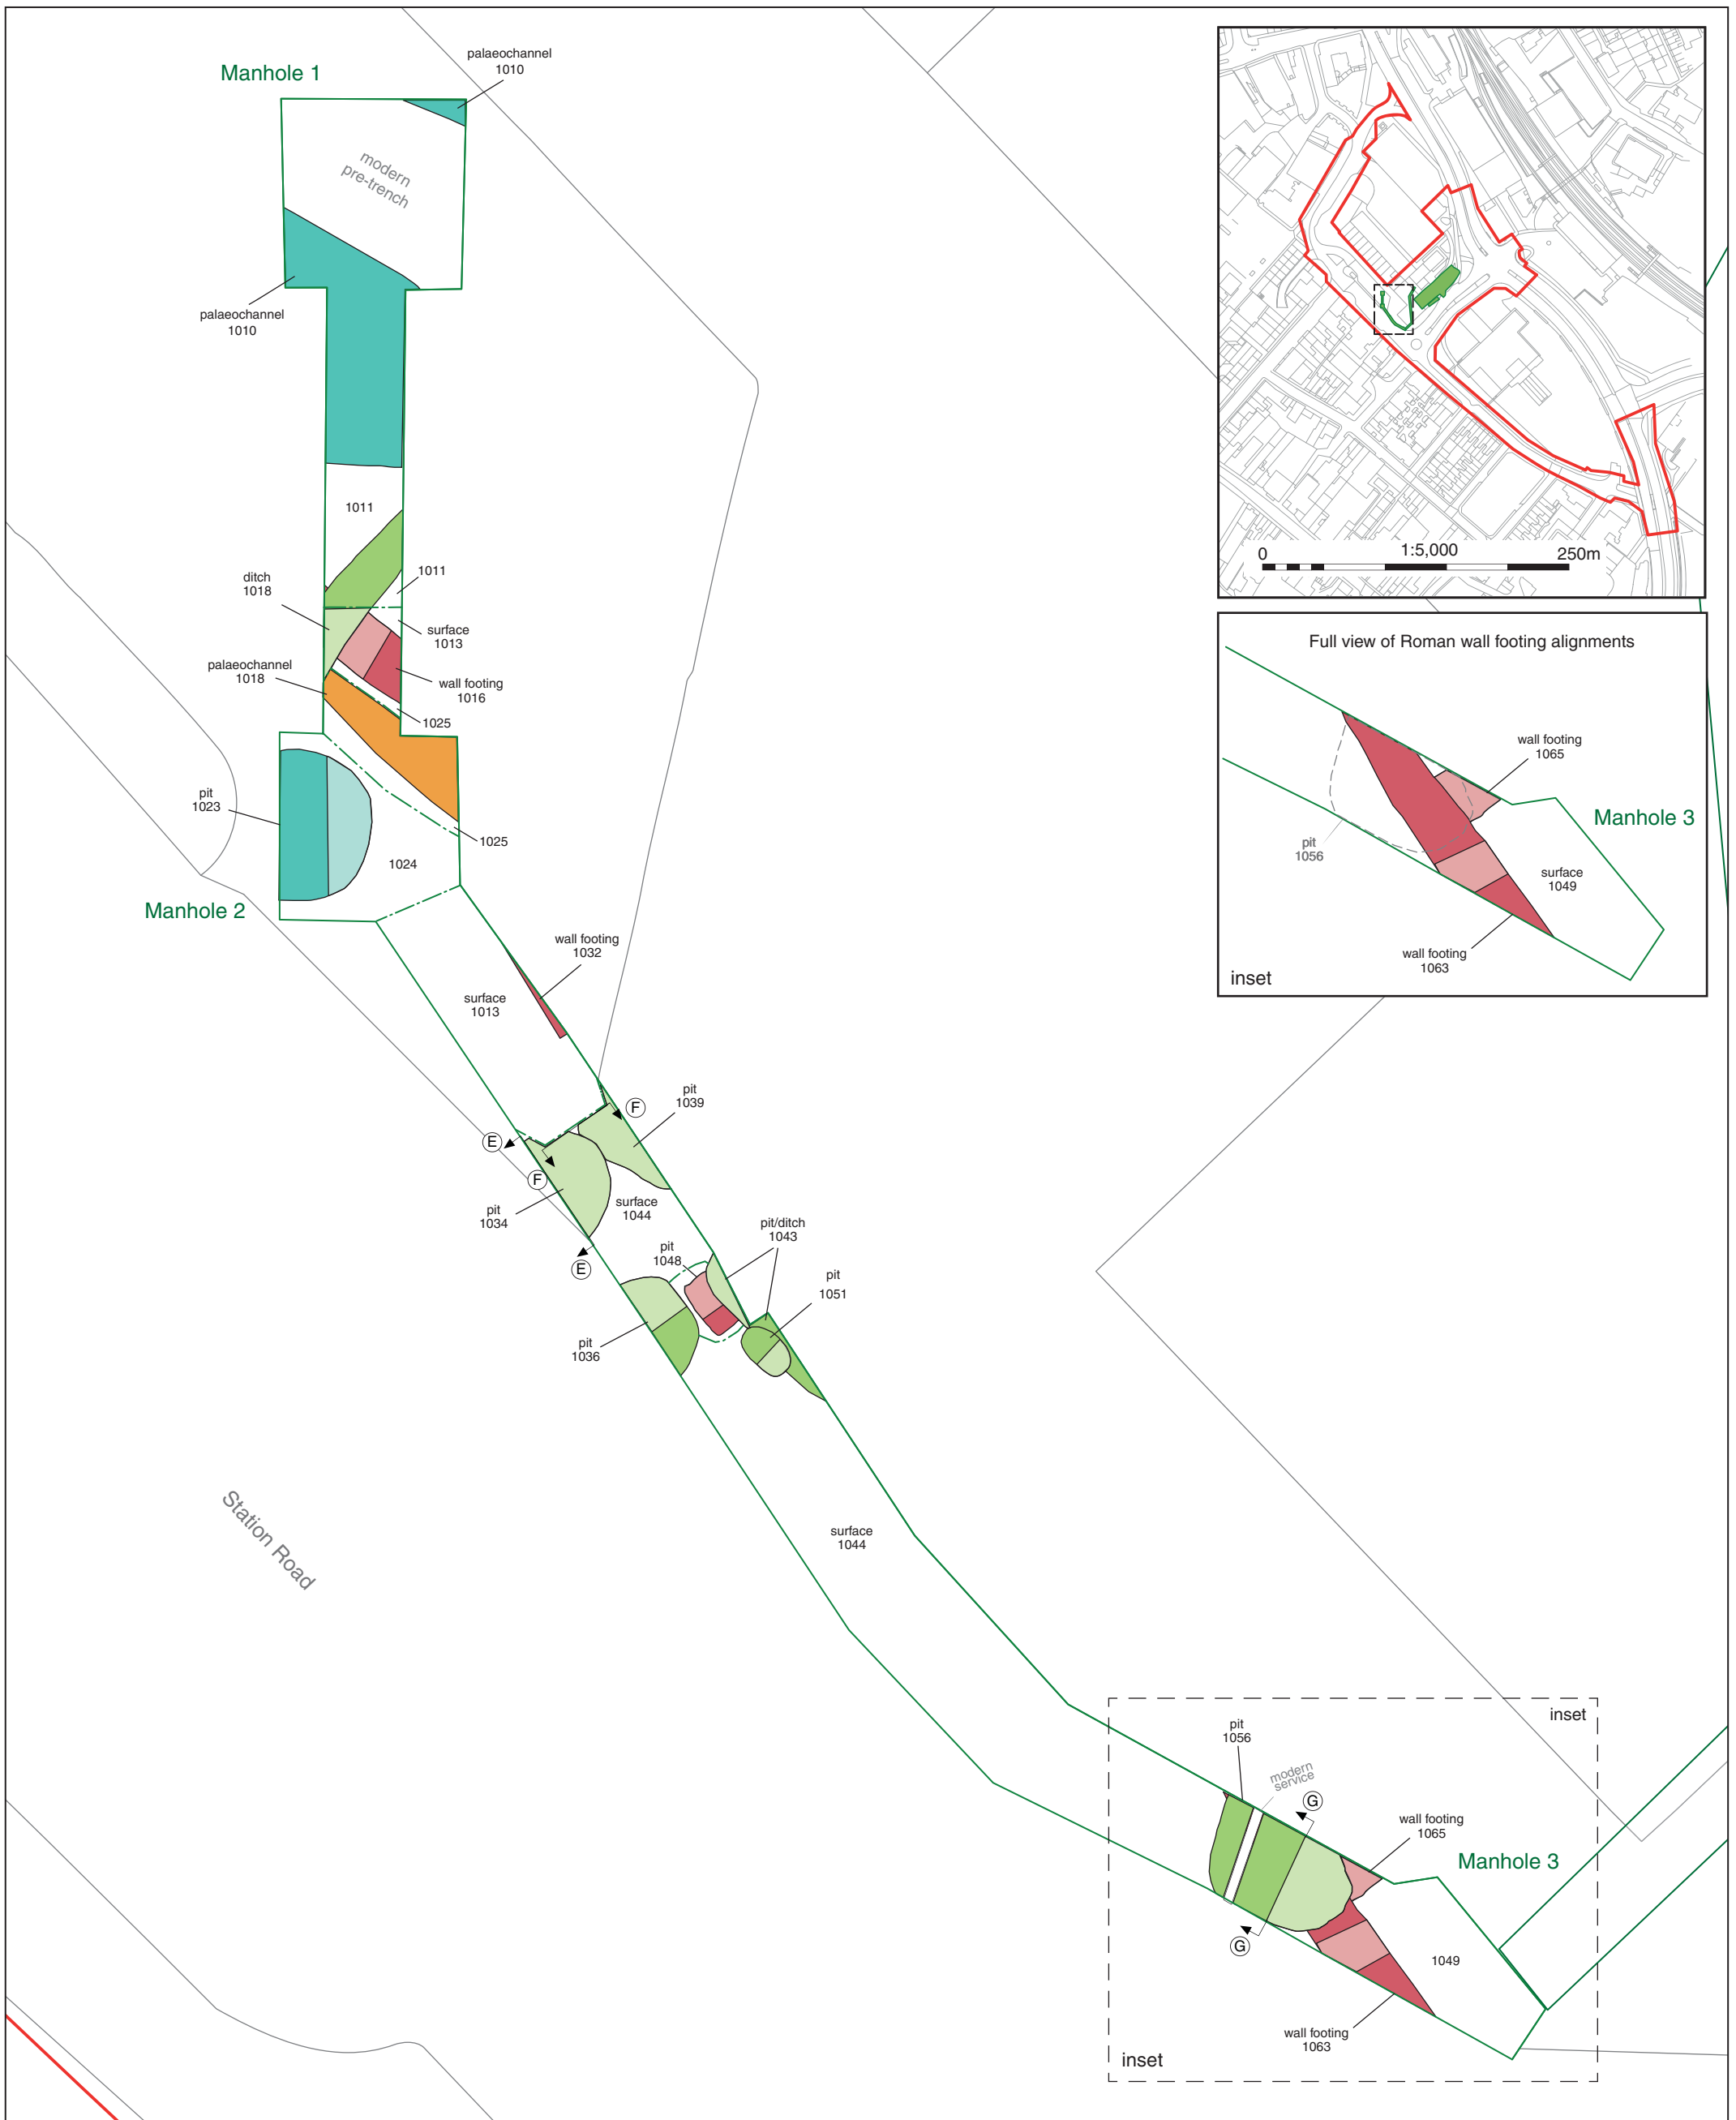 Manhole 1
palaeochannel
1010
modern
pre-trench
palaeochannel
1010
1011
1011
ditch
1018
surface
1013
palaeochannel
1018
wall footing
1016
1025
pit
1023
1025
1024
Manhole 2
wall footing
1032
surface
1013
pit
1039
F
E
F
pit
1034
surface
1044
pit/ditch
1043
pit
1048
E
pit
1051
pit
1036
surface
1044
Station Road
inset
pit
1056
modern
service
G
wall footing
1065
Manhole 3
G
1049
wall footing
1063
inset
0
1:5,000
250m
Full view of Roman wall footing alignments
wall footing
1065
Manhole 3
pit
1056
surface
1049
wall footing
1063
inset